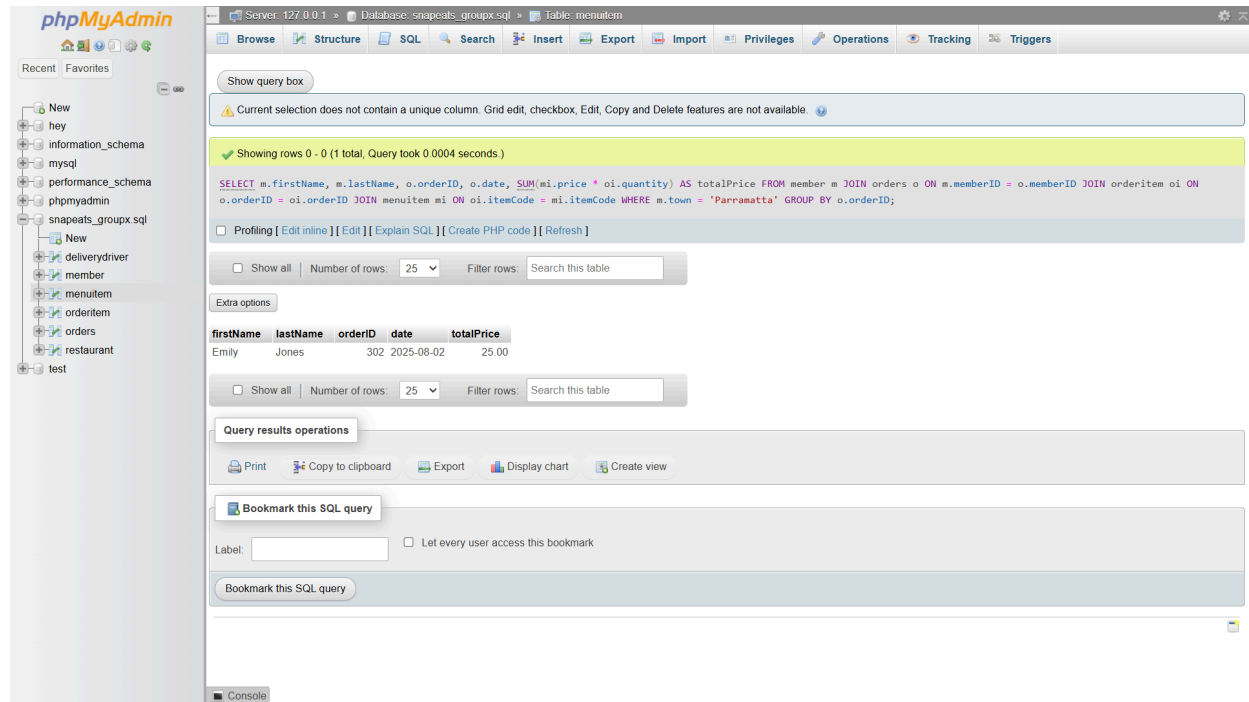 phpMyAdmin
Recent Favorites
New
hey
information_schema
mysql
performance_schema
phpmyadmin
snapeats_groupx.sql
New
deliverydriver
member
menuitem
orderitem
orders
restaurant
test
Server: 127.0.0.1 » Database: snapeats_groupx.sql » Table: menuitem
Browse Structure SQL Search Insert Export Import Privileges Operations Tracking Triggers
Show query box
Current selection does not contain a unique column. Grid edit, checkbox, Edit, Copy and Delete features are not available.
Showing rows 0 - 0 (1 total, Query took 0.0004 seconds.)
SELECT m.firstName, m.lastName, o.orderID, o.date, SUM(mi.price * oi.quantity) AS totalPrice FROM member m JOIN orders o ON m.memberID = o.memberID JOIN orderitem oi ON
o.orderID = oi.orderID JOIN menuitem mi ON oi.itemCode = mi.itemCode WHERE m.town = 'Parramatta' GROUP BY o.orderID;
Profiling [ Edit inline ] [ Edit ] [ Explain SQL ] [ Create PHP code ] [ Refresh ]
Show all | Number of rows: 25 Filter rows: Search this table
Extra options
firstName lastName orderID date totalPrice
Emily Jones 302 2025-08-02 25.00
Show all | Number of rows: 25 Filter rows: Search this table
Query results operations
Print Copy to clipboard Export Display chart Create view
Bookmark this SQL query
Label: Let every user access this bookmark
Bookmark this SQL query
Console